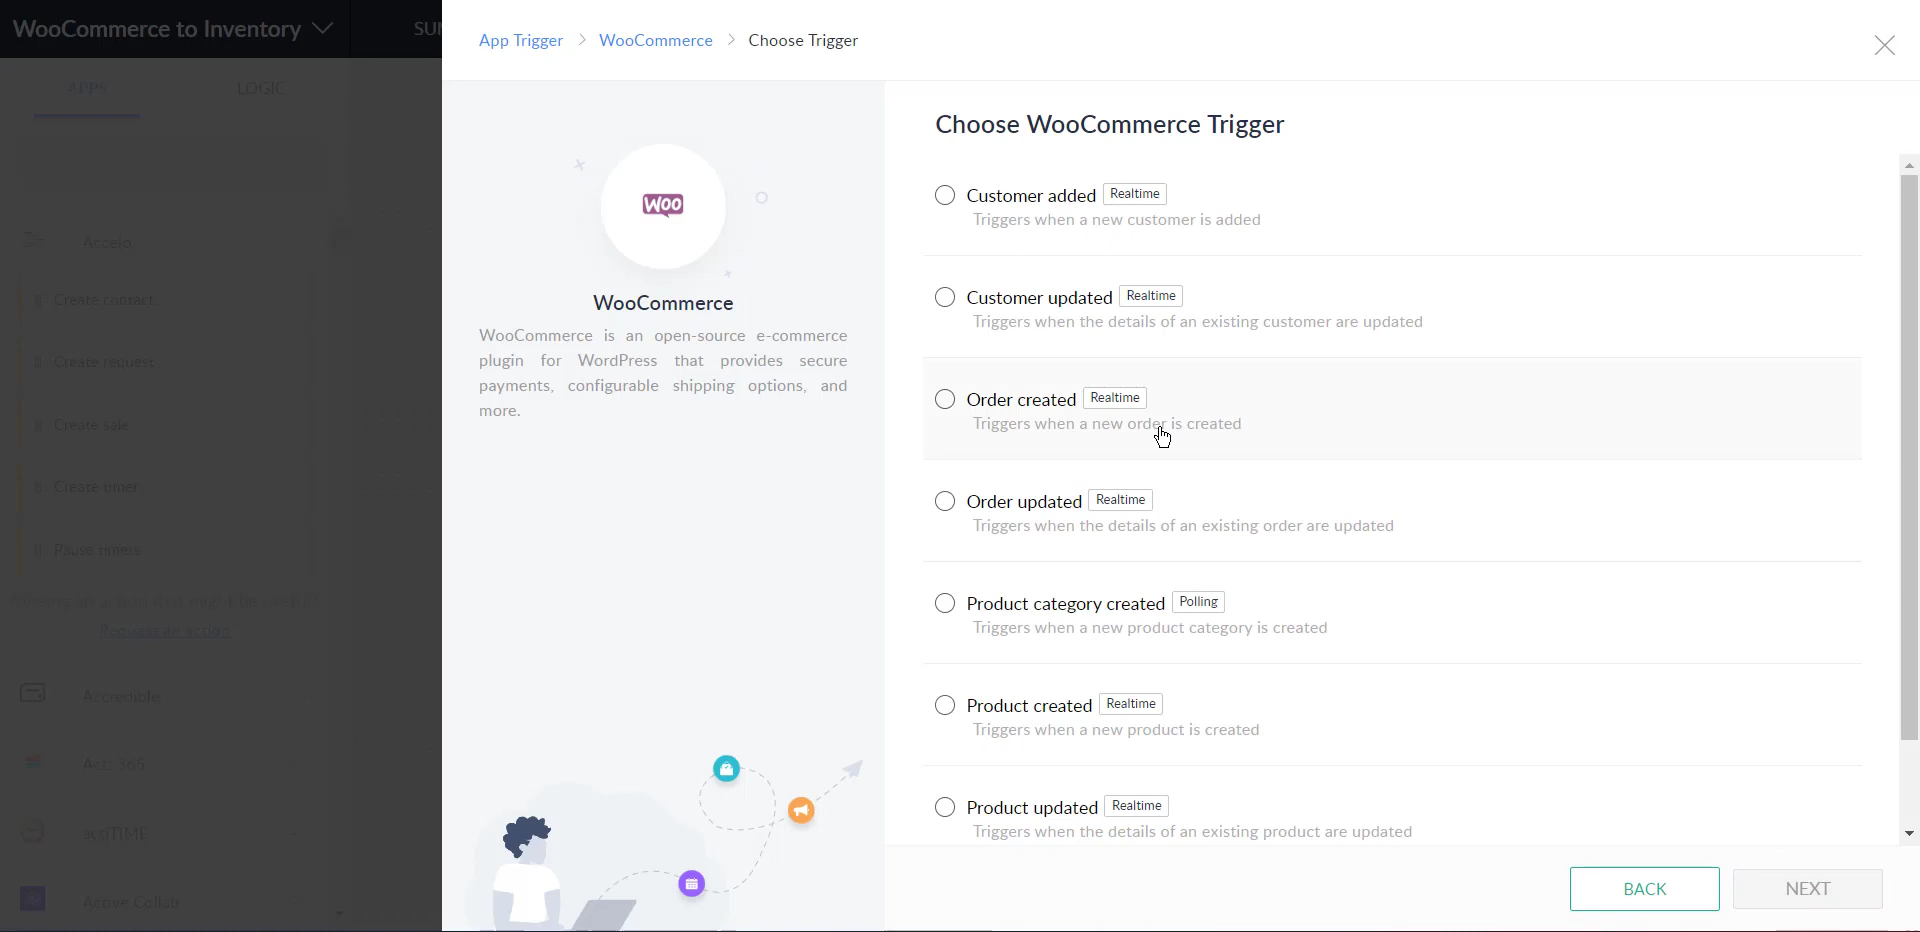 WooCommerce to Inventory
APPS
LOGIC
Accelo
Create contact
Create request
Create sale
Create timer
Pause timers
Request an action
Accredible
Act! 365
acqTIME
Active Collab
App Trigger > WooCommerce > Choose Trigger
Woo
WooCommerce
WooCommerce is an open-source e-commerce
plugin for WordPress that provides secure
payments, configurable shipping options, and
more.
Choose WooCommerce Trigger
Customer added Realtime
Triggers when a new customer is added
Customer updated Realtime
Triggers when the details of an existing customer are updated
Order created Realtime
Triggers when a new order is created
Order updated Realtime
Triggers when the details of an existing order are updated
Product category created Polling
Triggers when a new product category is created
Product created Realtime
Triggers when a new product is created
Product updated Realtime
Triggers when the details of an existing product are updated
BACK
NEXT